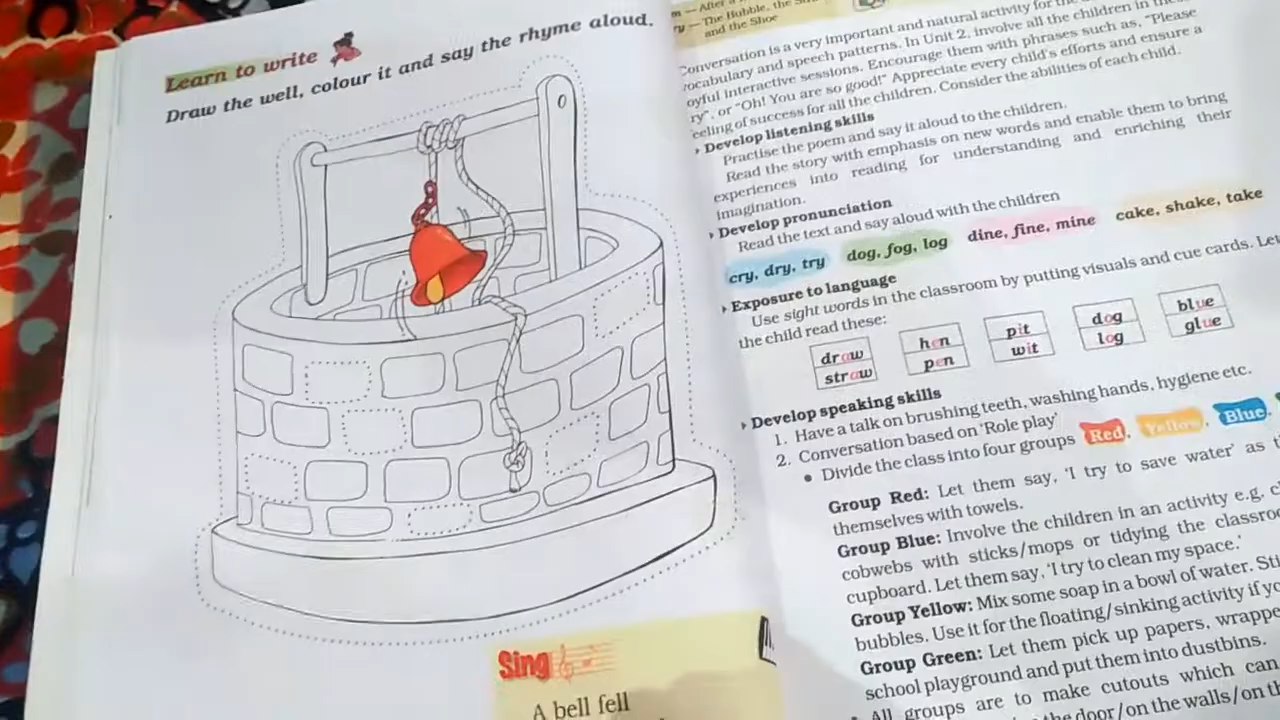 Learn to write
Draw the well, colour it and say the rhyme aloud.
Sing
A bell fell
— After a
— The Bubble, the
and the Shoe
Conversation is a very important and natural activity for the
vocabulary and speech patterns. In Unit 2, involve all the children in
joyful interactive sessions. Encourage them with phrases such as, "Please
or "Oh! You are so good!" Appreciate every child's efforts and ensure a
feeling of success for all the children. Consider the abilities of each child.
Develop listening skills
Practise the poem and say it aloud to the children.
Read the story with emphasis on new words and enable them to bring
experiences into reading for understanding and enriching their
imagination.
Develop pronunciation
Read the text and say aloud with the children
cry, dry, try dog, fog, log dine, fine, mine cake, shake, take
Exposure to language
Use sight words in the classroom by putting visuals and cue cards. Let
the child read these:
draw hen pit dog blue
straw pen wit log glue
Develop speaking skills
1. Have a talk on brushing teeth, washing hands, hygiene etc.
2. Conversation based on 'Role play'
• Divide the class into four groups Red, Yellow, Blue,
Group Red: Let them say, 'I try to save water' as
themselves with towels.
Group Blue: Involve the children in an activity e.g,
cobwebs with sticks/mops or tidying the
cupboard. Let them say, 'I try to clean my space.'
Group Yellow: Mix some soap in a bowl of water.
bubbles. Use it for the floating/sinking activity if
Group Green: Let them pick up papers,
school playground and put them into dustbins.
• All groups are to make cutouts which can
the door/on the walls/on